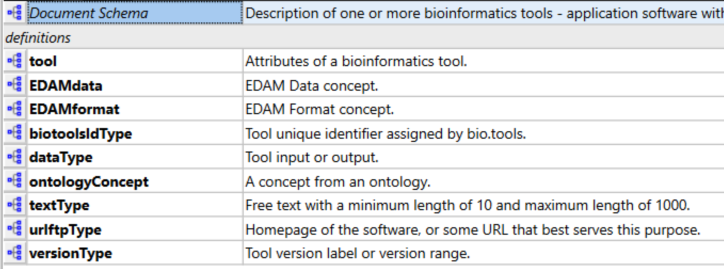 Document Schema Description of one or more bioinformatics tools - application software
definitions
tool Attributes of a bioinformatics tool.
EDAMdata EDAM Data concept.
EDAMformat EDAM Format concept.
biotoolsIdType Tool unique identifier assigned by bio.tools.
dataType Tool input or output.
ontologyConcept A concept from an ontology.
textType Free text with a minimum length of 10 and maximum length of 1000.
urlftpType Homepage of the software, or some URL that best serves this purpose.
versionType Tool version label or version range.